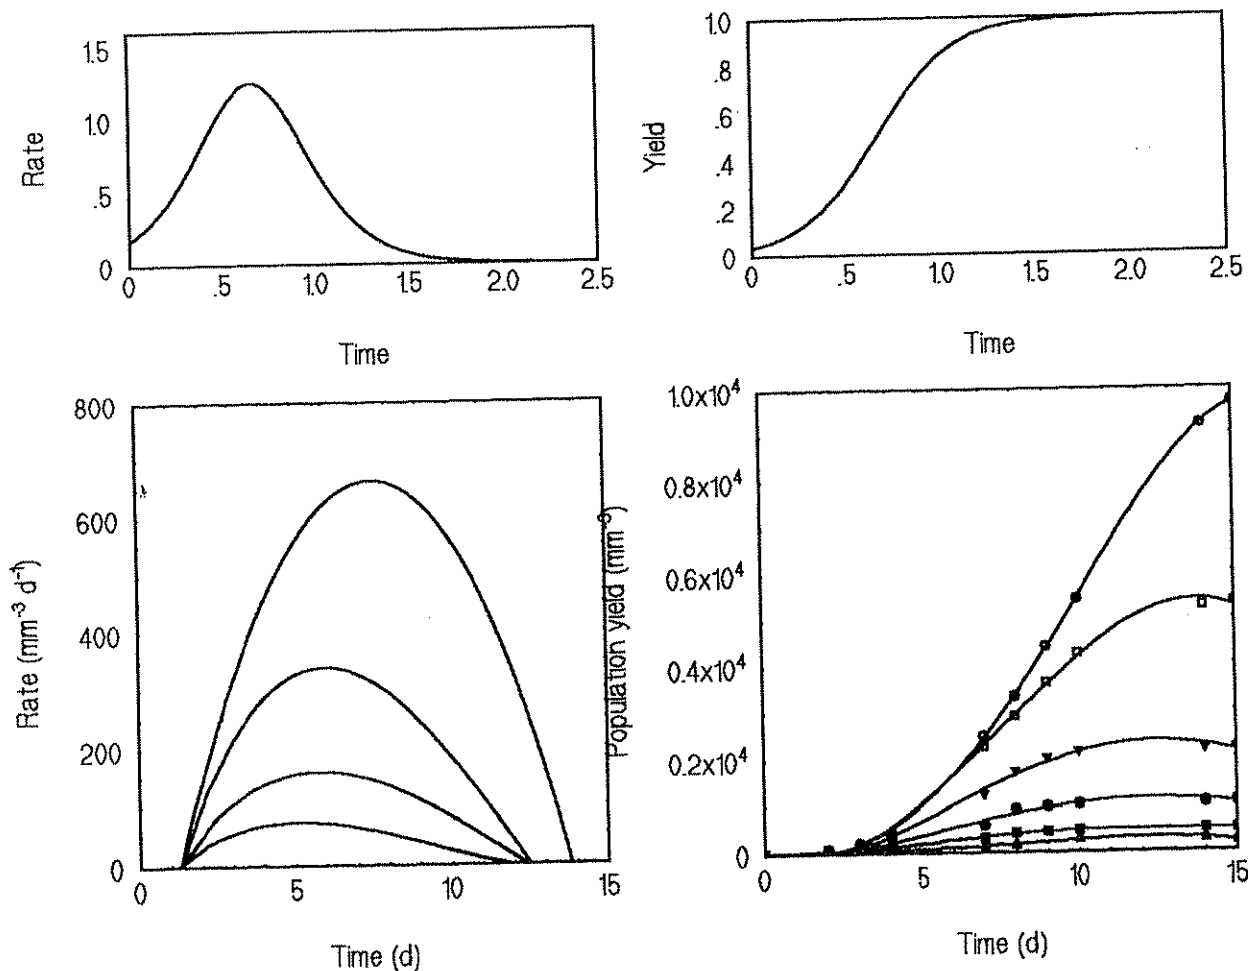 1.5
1.0
.5
0
Rate
0 .5 1.0 1.5 2.0 2.5
Time
1.0
.8
.6
.4
.2
0
Yield
0 .5 1.0 1.5 2.0 2.5
Time
800
600
400
200
0
Rate (mm⁻³ d⁻¹)
0 5 10 15
Time (d)
1.0x10⁴
0.8x10⁴
0.6x10⁴
0.4x10⁴
0.2x10⁴
0
Population yield (mm⁻³)
0 5 10 15
Time (d)